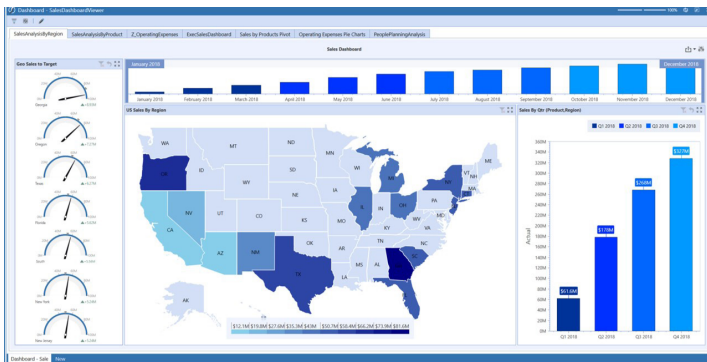 Dashboard - SalesDashboardViewer
100%
SalesAnalysisByRegion SalesAnalysisByProduct Z_OperatingExpenses ExecSalesDashboard Sales by Products Pivot Operating Expenses Pie Charts PeoplePlanningAnalysis
Sales Dashboard
Geo Sales to Target
Georgia
Oregon
Texas
Florida
South
New York
New Jersey
January 2018
December 2018
January 2018 February 2018 March 2018 April 2018 May 2018 June 2018 July 2018 August 2018 September 2018 October 2018 November 2018 December 2018
US Sales By Region
WA
MT
ND
MN
ME
OR
ID
WY
SD
WI
MI
NY
VT
NH
MA
NE
IA
NV
UT
CO
KS
MO
IL
IN
OH
PA
MD
WV
VA
KY
CA
AZ
NM
OK
AR
TN
NC
SC
MS
AL
LA
TX
AK
$12.1M $19.8M $27.6M $35.3M $43M $50.7M $58.4M $66.2M $73.9M $81.6M
Sales By Qtr (Product,Region)
Q1 2018 Q2 2018 Q3 2018 Q4 2018
Actual
360M
340M
320M
300M
280M
260M
240M
220M
200M
180M
160M
140M
120M
100M
80M
60M
40M
20M
0M
$61.6M
$178M
$268M
$327M
Q1 2018 Q2 2018 Q3 2018 Q4 2018
Dashboard - Sale New